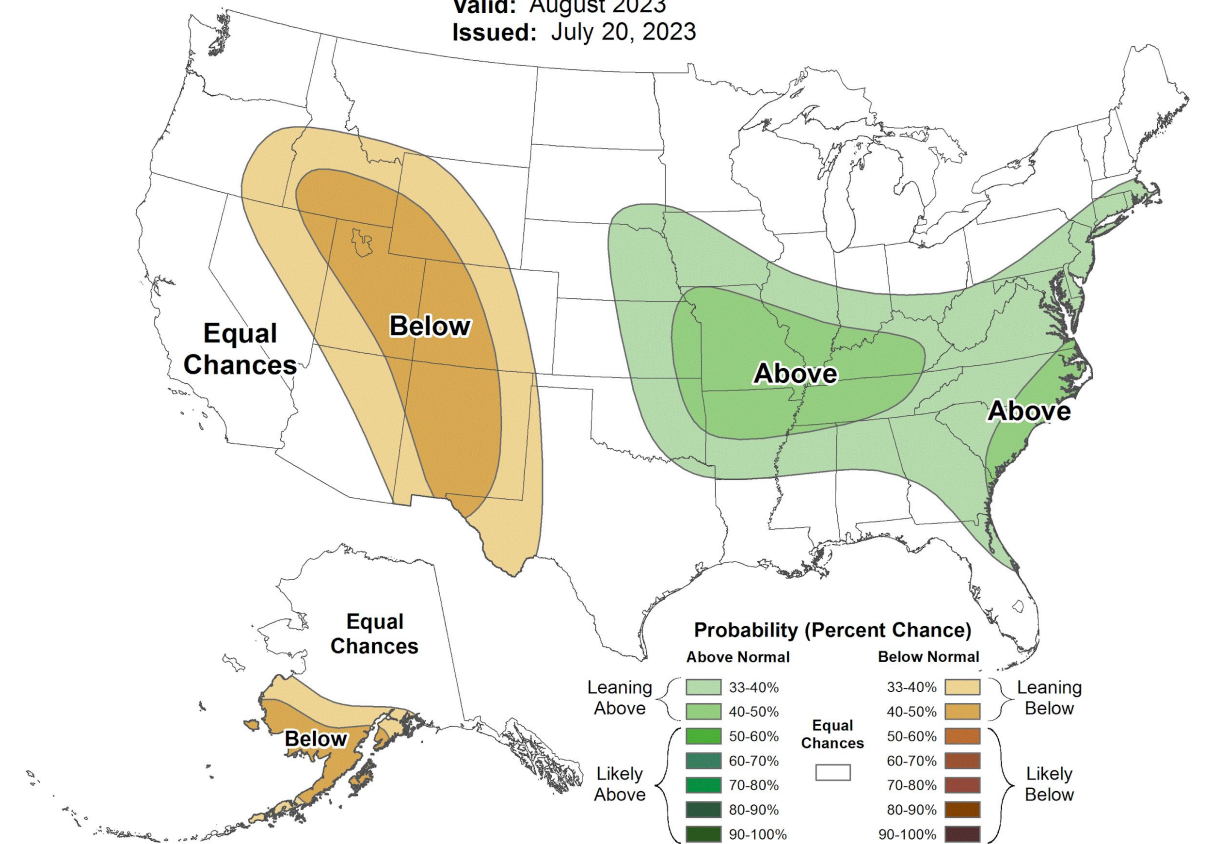 Valid: August 2023
Issued: July 20, 2023
Equal
Chances
Below
Above
Above
Equal
Chances
Below
Probability (Percent Chance)
Above Normal
Below Normal
Leaning
Above
33-40%
40-50%
50-60%
60-70%
70-80%
80-90%
90-100%
Likely
Above
Equal
Chances
33-40%
40-50%
50-60%
60-70%
70-80%
80-90%
90-100%
Leaning
Below
Likely
Below